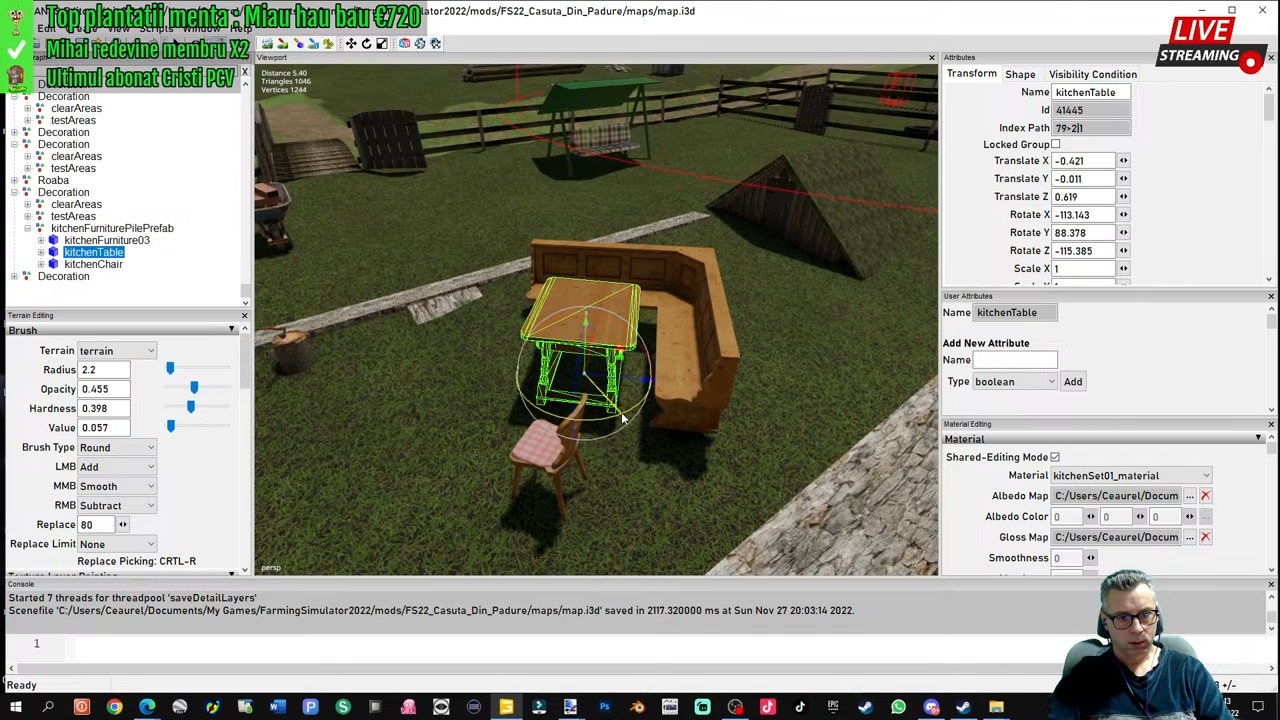 Top plantatii menta : Miau hau bau €720
Mihai redevine membru X2
Ultimul abonat Cristi PCV
ulator2022/mods/FS22_Casuta_Din_Padure/maps/map.i3d
LIVE
STREAMING
Viewport
Distance 5.40
Triangles 1046
Vertices 1244
persp
Decoration
clearAreas
testAreas
Decoration
Decoration
clearAreas
testAreas
Roaba
Decoration
clearAreas
testAreas
kitchenFurniturePilePrefab
kitchenFurniture03
kitchenTable
kitchenChair
Decoration
Terrain Editing
Brush
Terrain terrain
Radius 2.2
Opacity 0.455
Hardness 0.398
Value 0.057
Brush Type Round
LMB Add
MMB Smooth
RMB Subtract
Replace 80
Replace Limit None
Replace Picking: CRTL-R
Attributes
Transform Shape Visibility Condition
Name kitchenTable
Id 41445
Index Path 79>2|1
Locked Group
Translate X -0.421
Translate Y -0.011
Translate Z 0.619
Rotate X -113.143
Rotate Y 88.378
Rotate Z -115.385
Scale X 1
User Attributes
Name kitchenTable
Add New Attribute
Name
Type boolean Add
Material Editing
Material
Shared-Editing Mode
Material kitchenSet01_material
Albedo Map C:/Users/Ceaurel/Docum ...
Albedo Color 0 0 0 ...
Gloss Map C:/Users/Ceaurel/Docum ...
Smoothness 0
Console
Started 7 threads for threadpool 'saveDetailLayers'
Scenefile 'C:/Users/Ceaurel/Documents/My Games/FarmingSimulator2022/mods/FS22_Casuta_Din_Padure/maps/map.i3d' saved in 2117.320000 ms at Sun Nov 27 20:03:14 2022.
1
Ready